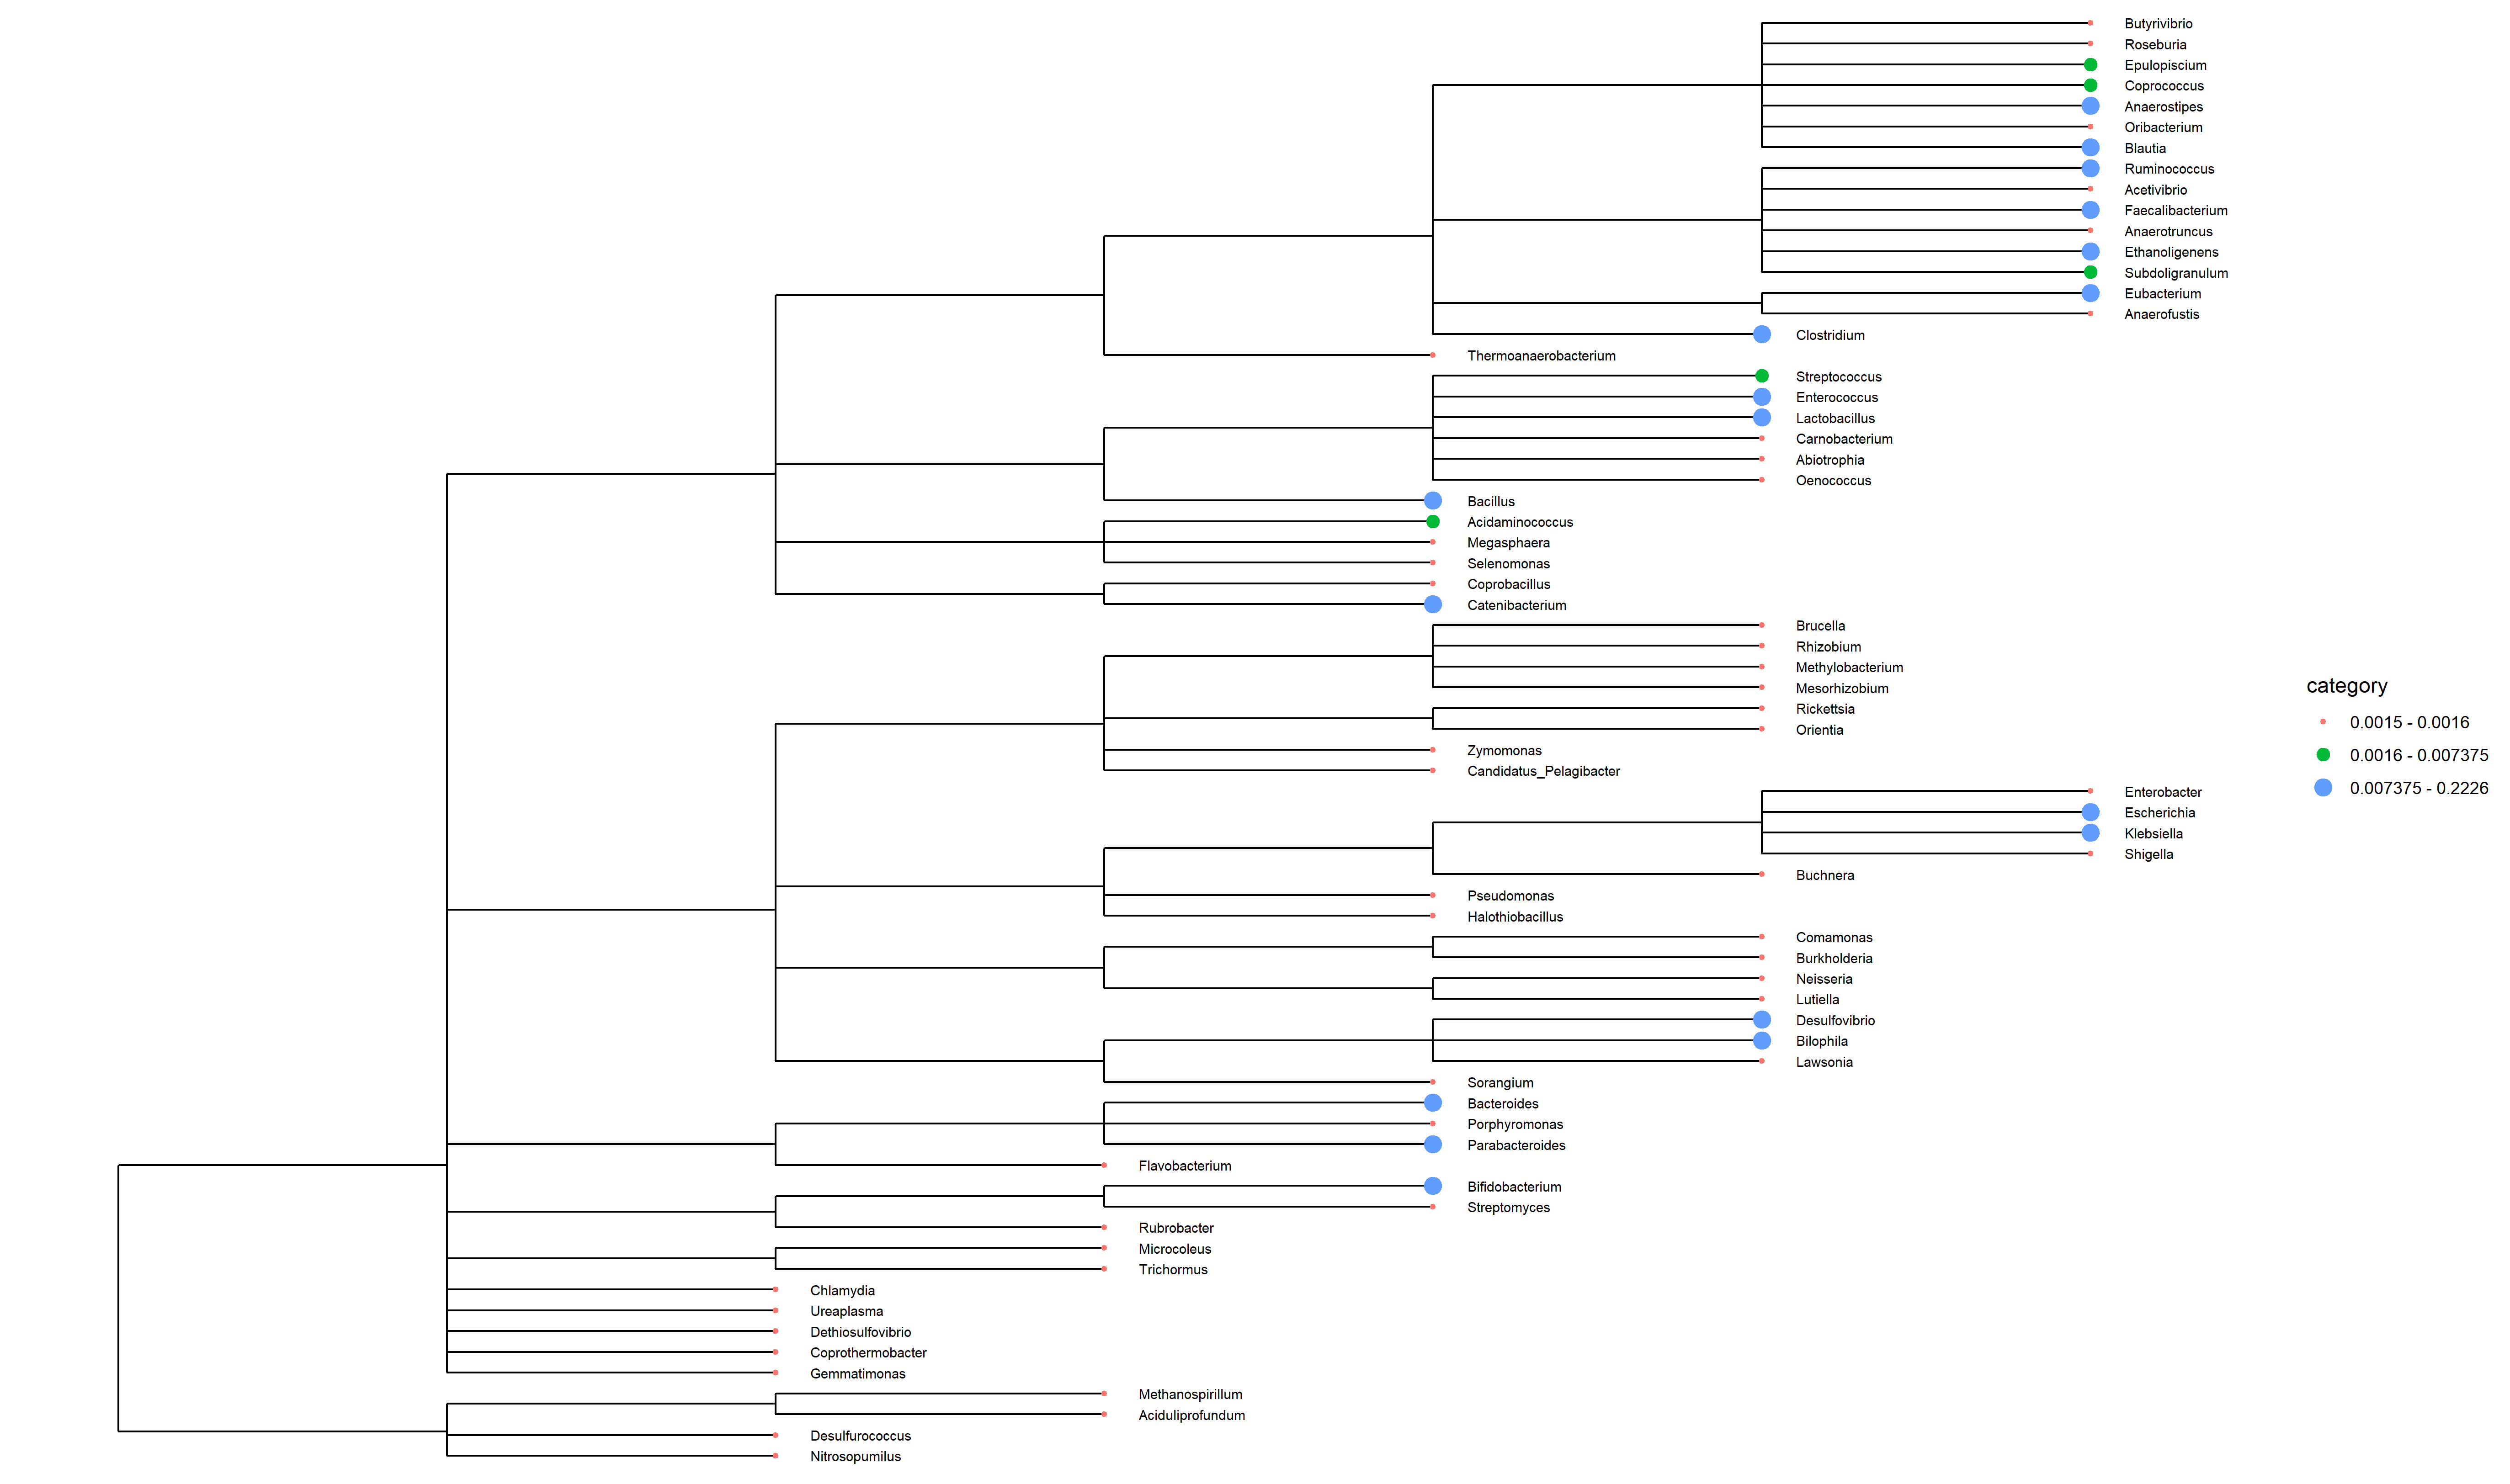 Butyrivibrio
Roseburia
Epulopiscium
Coprococcus
Anaerostipes
Oribacterium
Blautia
Ruminococcus
Acetivibrio
Faecalibacterium
Anaerotruncus
Ethanoligenens
Subdoligranulum
Eubacterium
Anaerofustis
Clostridium
Thermoanaerobacterium
Streptococcus
Enterococcus
Lactobacillus
Carnobacterium
Abiotrophia
Oenococcus
Bacillus
Acidaminococcus
Megasphaera
Selenomonas
Coprobacillus
Catenibacterium
Brucella
Rhizobium
Methylobacterium
Mesorhizobium
Rickettsia
Orientia
Zymomonas
Candidatus_Pelagibacter
Enterobacter
Escherichia
Klebsiella
Shigella
Buchnera
Pseudomonas
Halothiobacillus
Comamonas
Burkholderia
Neisseria
Lutiella
Desulfovibrio
Bilophila
Lawsonia
Sorangium
Bacteroides
Porphyromonas
Parabacteroides
Flavobacterium
Bifidobacterium
Streptomyces
Rubrobacter
Microcoleus
Trichormus
Chlamydia
Ureaplasma
Dethiosulfovibrio
Coprothermobacter
Gemmatimonas
Methanospirillum
Aciduliprofundum
Desulfurococcus
Nitrosopumilus
category
0.0015 - 0.0016
0.0016 - 0.007375
0.007375 - 0.2226